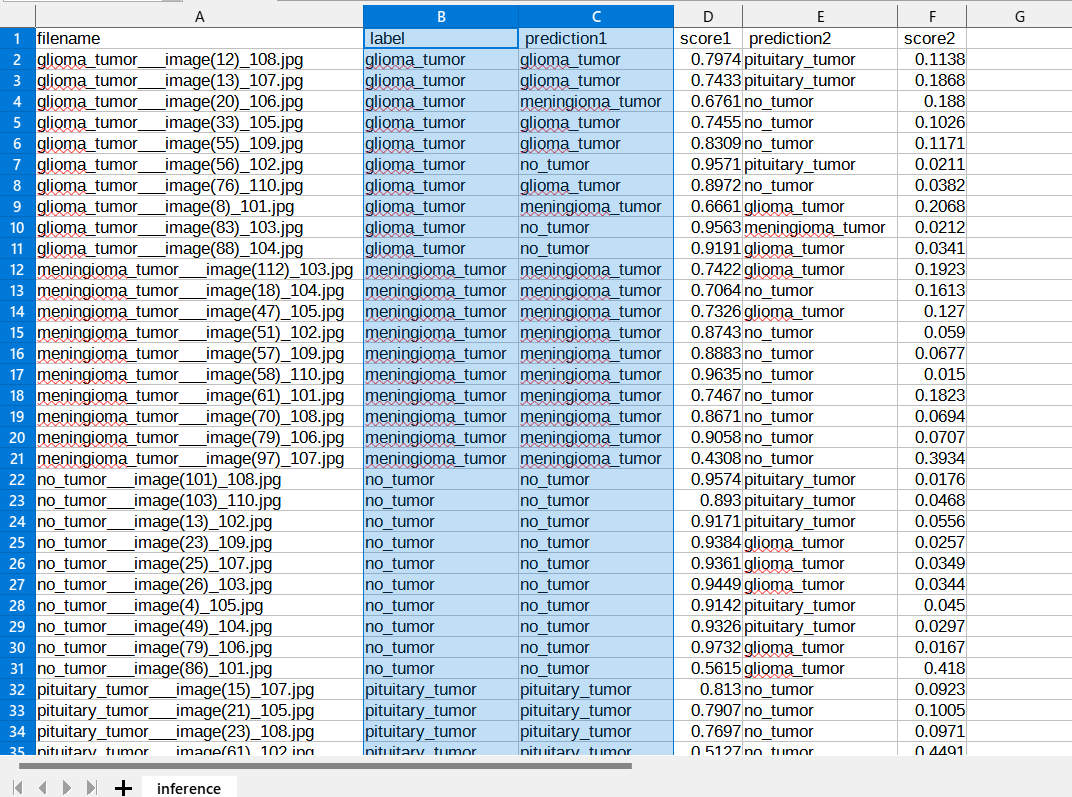 A B C D E F G
1 filename label prediction1 score1 prediction2 score2
2 glioma_tumor___image(12)_108.jpg glioma_tumor glioma_tumor 0.7974 pituitary_tumor 0.1138
3 glioma_tumor___image(13)_107.jpg glioma_tumor glioma_tumor 0.7433 pituitary_tumor 0.1868
4 glioma_tumor___image(20)_106.jpg glioma_tumor meningioma_tumor 0.6761 no_tumor 0.188
5 glioma_tumor___image(33)_105.jpg glioma_tumor glioma_tumor 0.7455 no_tumor 0.1026
6 glioma_tumor___image(55)_109.jpg glioma_tumor glioma_tumor 0.8309 no_tumor 0.1171
7 glioma_tumor___image(56)_102.jpg glioma_tumor no_tumor 0.9571 pituitary_tumor 0.0211
8 glioma_tumor___image(76)_110.jpg glioma_tumor glioma_tumor 0.8972 no_tumor 0.0382
9 glioma_tumor___image(8)_101.jpg glioma_tumor meningioma_tumor 0.6661 glioma_tumor 0.2068
10 glioma_tumor___image(83)_103.jpg glioma_tumor no_tumor 0.9563 meningioma_tumor 0.0212
11 glioma_tumor___image(88)_104.jpg glioma_tumor no_tumor 0.9191 glioma_tumor 0.0341
12 meningioma_tumor___image(112)_103.jpg meningioma_tumor meningioma_tumor 0.7422 glioma_tumor 0.1923
13 meningioma_tumor___image(18)_104.jpg meningioma_tumor meningioma_tumor 0.7064 no_tumor 0.1613
14 meningioma_tumor___image(47)_105.jpg meningioma_tumor meningioma_tumor 0.7326 glioma_tumor 0.127
15 meningioma_tumor___image(51)_102.jpg meningioma_tumor meningioma_tumor 0.8743 no_tumor 0.059
16 meningioma_tumor___image(57)_109.jpg meningioma_tumor meningioma_tumor 0.8883 no_tumor 0.0677
17 meningioma_tumor___image(58)_110.jpg meningioma_tumor meningioma_tumor 0.9635 no_tumor 0.015
18 meningioma_tumor___image(61)_101.jpg meningioma_tumor meningioma_tumor 0.7467 no_tumor 0.1823
19 meningioma_tumor___image(70)_108.jpg meningioma_tumor meningioma_tumor 0.8671 no_tumor 0.0694
20 meningioma_tumor___image(79)_106.jpg meningioma_tumor meningioma_tumor 0.9058 no_tumor 0.0707
21 meningioma_tumor___image(97)_107.jpg meningioma_tumor meningioma_tumor 0.4308 no_tumor 0.3934
22 no_tumor___image(101)_108.jpg no_tumor no_tumor 0.9574 pituitary_tumor 0.0176
23 no_tumor___image(103)_110.jpg no_tumor no_tumor 0.893 pituitary_tumor 0.0468
24 no_tumor___image(13)_102.jpg no_tumor no_tumor 0.9171 pituitary_tumor 0.0556
25 no_tumor___image(23)_109.jpg no_tumor no_tumor 0.9384 glioma_tumor 0.0257
26 no_tumor___image(25)_107.jpg no_tumor no_tumor 0.9361 glioma_tumor 0.0349
27 no_tumor___image(26)_103.jpg no_tumor no_tumor 0.9449 glioma_tumor 0.0344
28 no_tumor___image(4)_105.jpg no_tumor no_tumor 0.9142 pituitary_tumor 0.045
29 no_tumor___image(49)_104.jpg no_tumor no_tumor 0.9326 pituitary_tumor 0.0297
30 no_tumor___image(79)_106.jpg no_tumor no_tumor 0.9732 glioma_tumor 0.0167
31 no_tumor___image(86)_101.jpg no_tumor no_tumor 0.5615 glioma_tumor 0.418
32 pituitary_tumor___image(15)_107.jpg pituitary_tumor pituitary_tumor 0.813 no_tumor 0.0923
33 pituitary_tumor___image(21)_105.jpg pituitary_tumor pituitary_tumor 0.7907 no_tumor 0.1005
34 pituitary_tumor___image(23)_108.jpg pituitary_tumor pituitary_tumor 0.7697 no_tumor 0.0971
35 pituitary_tumor___image(61)_102.jpg pituitary_tumor pituitary_tumor 0.5127 no_tumor 0.4491
inference